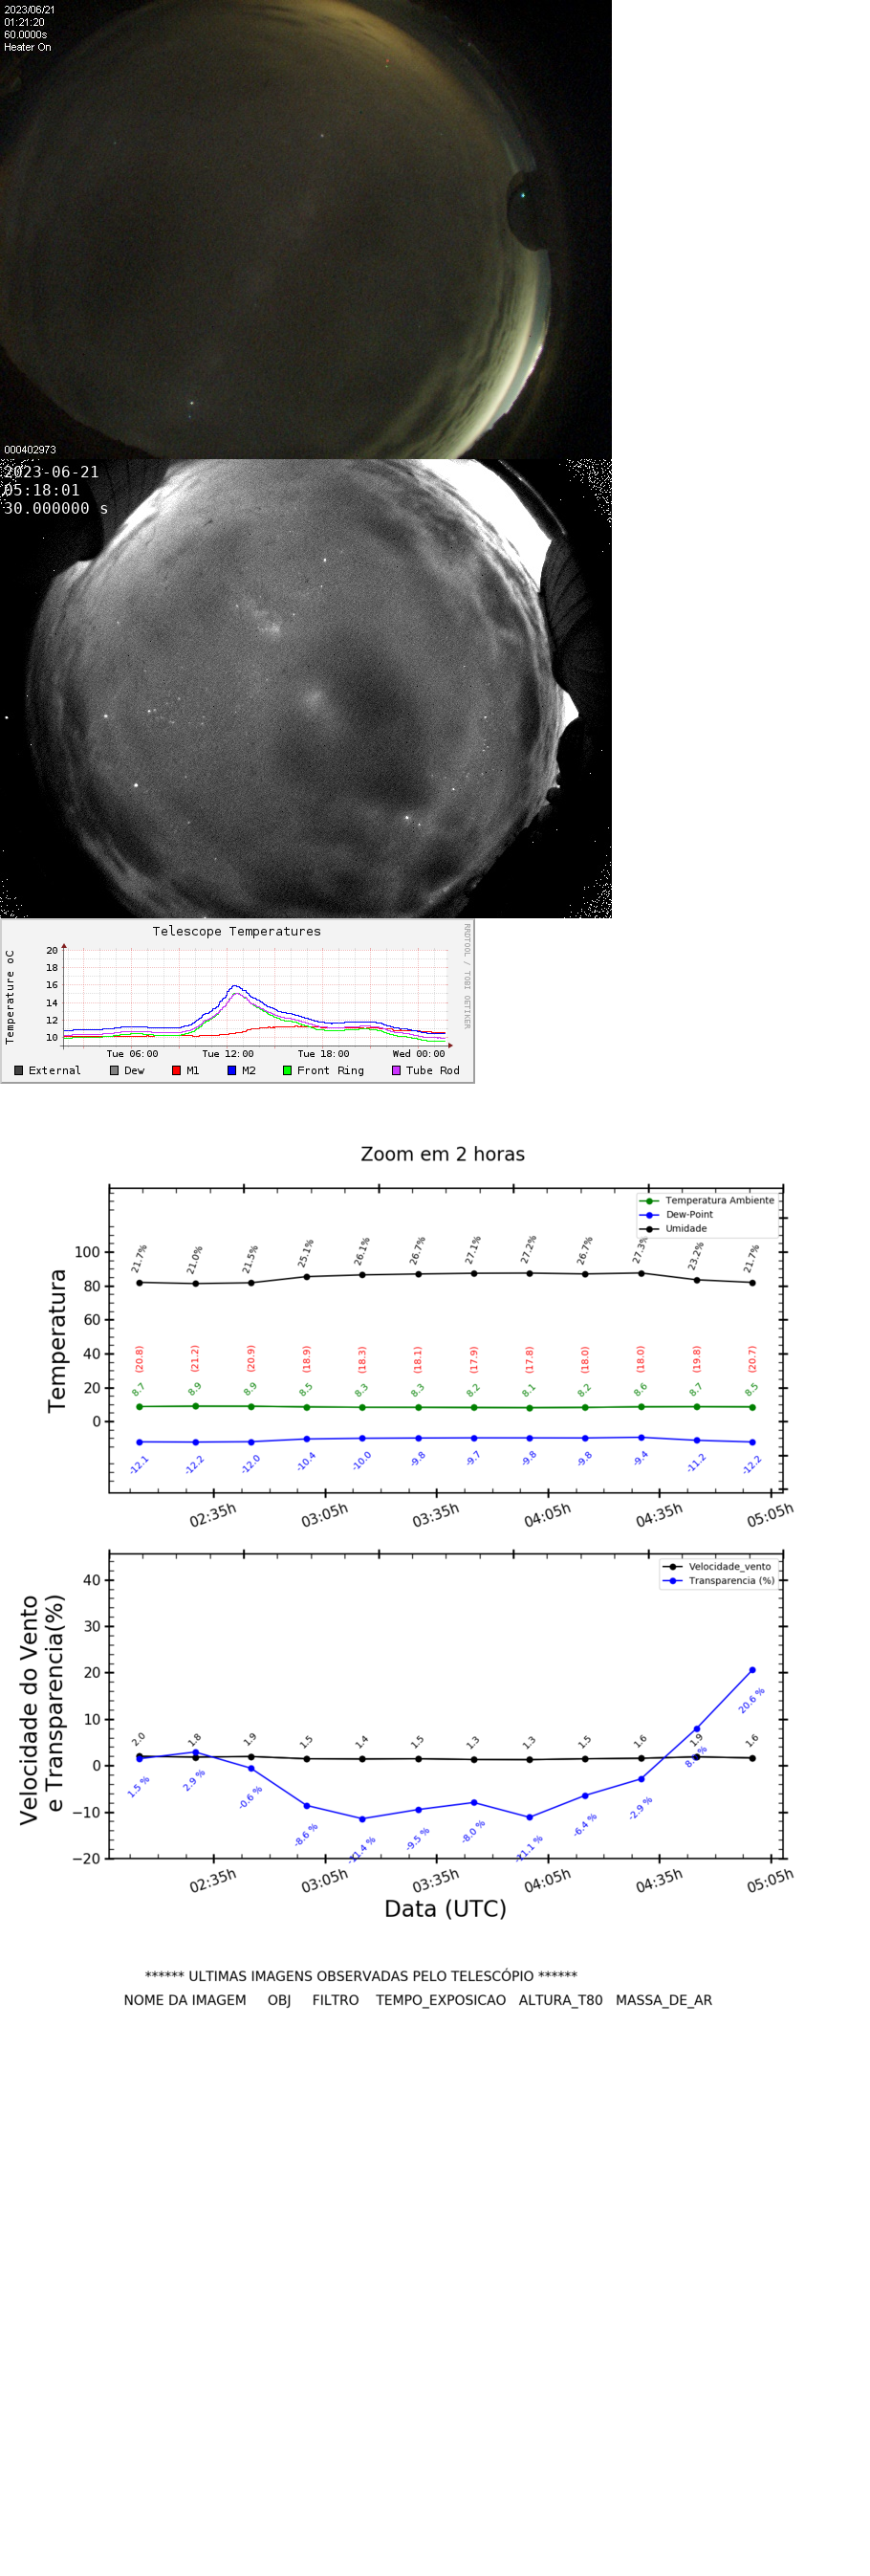 2023/06/21
01:21:20
60.0000s
Heater On
000402973
2023-06-21
05:18:01
30.000000 s
Telescope Temperatures
RRDTOOL / TOBI OETIKER
Temperature oC
20
18
16
14
12
10
Tue 06:00 Tue 12:00 Tue 18:00 Wed 00:00
External Dew M1 M2 Front Ring Tube Rod
Zoom em 2 horas
Temperatura Ambiente
Dew-Point
Umidade
Temperatura
100
80
60
40
20
0
21.7% 21.0% 21.5% 25.1% 26.1% 26.7% 27.1% 27.2% 26.7% 27.3% 23.2% 21.7%
(20.8) (21.2) (20.9) (18.9) (18.3) (18.1) (17.9) (17.8) (18.0) (18.0) (19.8) (20.7)
8.7 8.9 8.9 8.5 8.3 8.3 8.2 8.1 8.2 8.6 8.7 8.5
-12.1 -12.2 -12.0 -10.4 -10.0 -9.8 -9.7 -9.8 -9.8 -9.4 -11.2 -12.2
02:35h 03:05h 03:35h 04:05h 04:35h 05:05h
Velocidade_vento
Transparencia (%)
Velocidade do Vento
e Transparencia(%)
40
30
20
10
0
−10
−20
2.0 1.8 1.9 1.5 1.4 1.5 1.3 1.3 1.5 1.6 1.9 1.6
1.5 % 2.9 % -0.6 % -8.6 % -11.4 % -9.5 % -8.0 % -11.1 % -6.4 % -2.9 % 20.6 %
02:35h 03:05h 03:35h 04:05h 04:35h 05:05h
Data (UTC)
****** ULTIMAS IMAGENS OBSERVADAS PELO TELESCÓPIO ******
NOME DA IMAGEM OBJ FILTRO TEMPO_EXPOSICAO ALTURA_T80 MASSA_DE_AR